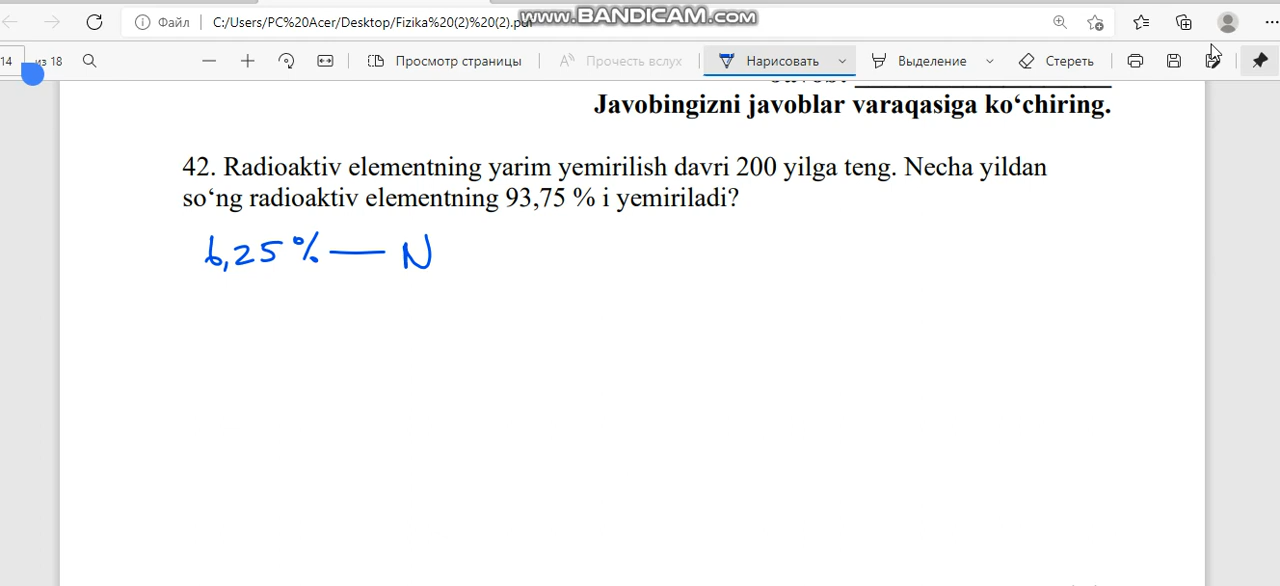 Файл
C:/Users/PC%20Acer/Desktop/Fizika%20(2)%20(2).pdf
www.BANDICAM.com
14 из 18
Просмотр страницы
Прочесть вслух
Нарисовать
Выделение
Стереть
Javobingizni javoblar varaqasiga ko‘chiring.
42. Radioaktiv elementning yarim yemirilish davri 200 yilga teng. Necha yildan
so‘ng radioaktiv elementning 93,75 % i yemiriladi?
6,25 % — N